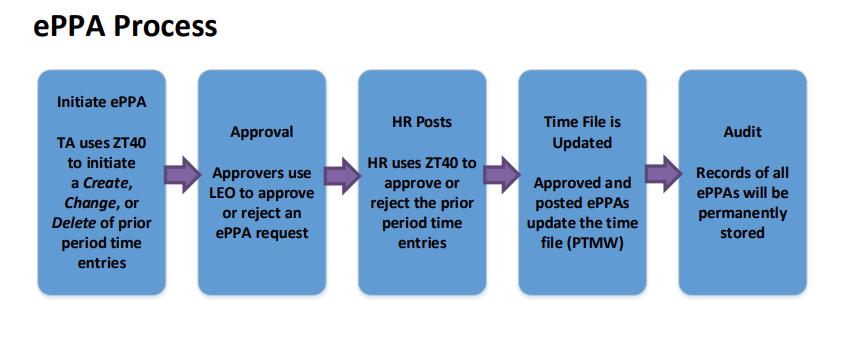 ePPA Process
Initiate ePPA
TA uses ZT40
to initiate
a Create,
Change, or
Delete of prior
period time
entries
Approval
Approvers use
LEO to approve
or reject an
ePPA request
HR Posts
HR uses ZT40 to
approve or
reject the prior
period time
entries
Time File is
Updated
Approved and
posted ePPAs
update the time
file (PTMW)
Audit
Records of all
ePPAs will be
permanently
stored